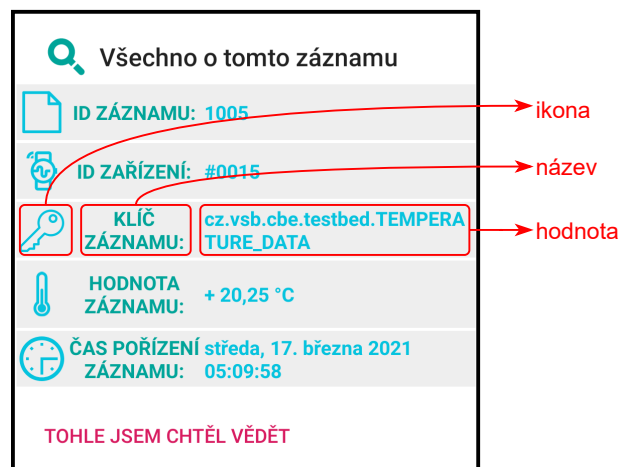 Všechno o tomto záznamu
ID ZÁZNAMU: 1005
ikona
ID ZAŘÍZENÍ: #0015
název
KLÍČ
ZÁZNAMU:
cz.vsb.cbe.testbed.TEMPERA
TURE_DATA
hodnota
HODNOTA
ZÁZNAMU:
+ 20,25 °C
ČAS POŘÍZENÍ
ZÁZNAMU:
středa, 17. března 2021
05:09:58
TOHLE JSEM CHTĚL VĚDĚT